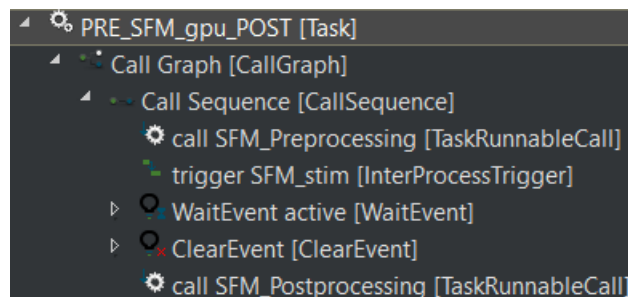 PRE_SFM_gpu_POST [Task]
Call Graph [CallGraph]
Call Sequence [CallSequence]
call SFM_Preprocessing [TaskRunnableCall]
trigger SFM_stim [InterProcessTrigger]
WaitEvent active [WaitEvent]
ClearEvent [ClearEvent]
call SFM_Postprocessing [TaskRunnableCall]